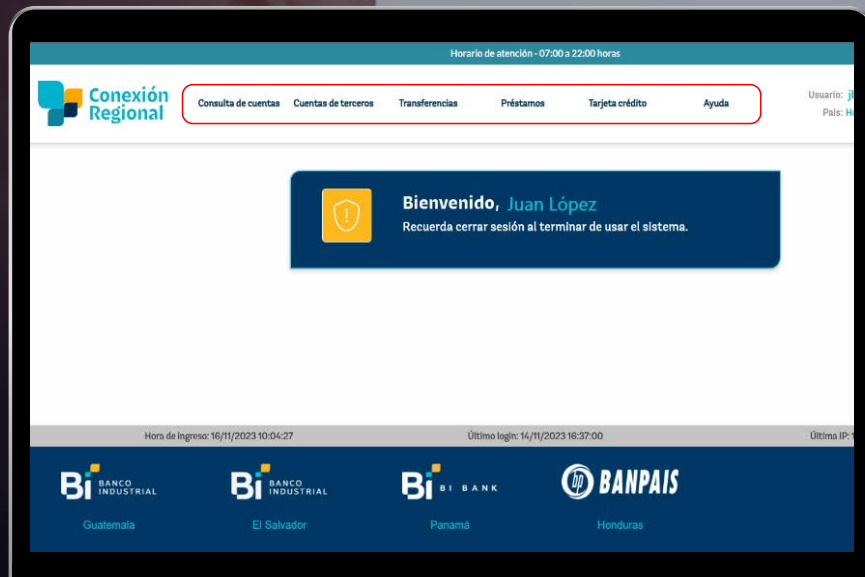 Horario de atención - 07:00 a 22:00 horas
Conexión Regional
Consulta de cuentas Cuentas de terceros Transferencias Préstamos Tarjeta crédito Ayuda
Usuario:
País:
Bienvenido, Juan López
Recuerda cerrar sesión al terminar de usar el sistema.
Hora de ingreso: 16/11/2023 10:04:27 Último login: 14/11/2023 16:37:00 Última IP: 1
Bi BANCO INDUSTRIAL Bi BANCO INDUSTRIAL Bi BI BANK bp BANPAIS
Guatemala El Salvador Panamá Honduras